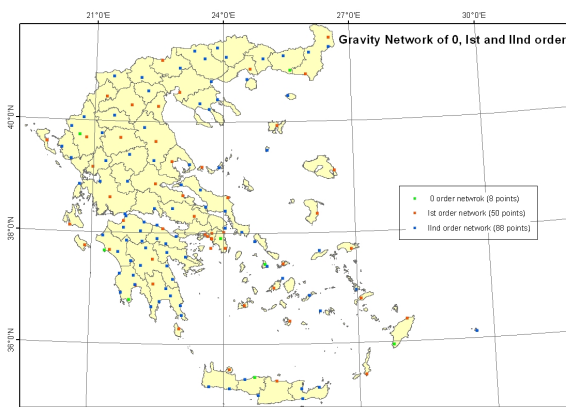 21°0'E 24°0'E 27°0'E 30°0'E
Gravity Network of 0, Ist and IInd order
40°0'N
38°0'N
36°0'N
0 order netwrok (8 points)
Ist order network (50 points)
IInd order network (88 points)